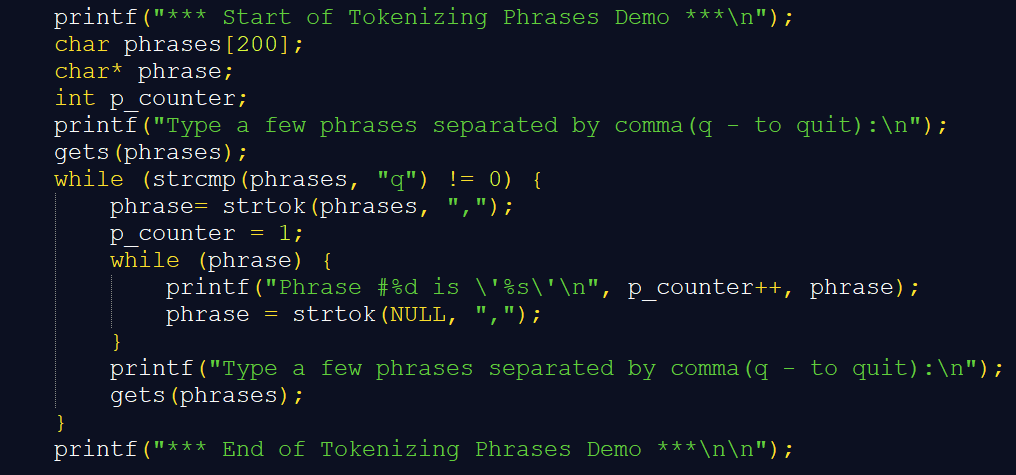 printf("*** Start of Tokenizing Phrases Demo ***\n");
char phrases[200];
char* phrase;
int p_counter;
printf("Type a few phrases separated by comma(q - to quit):\n");
gets(phrases);
while (strcmp(phrases, "q") != 0) {
    phrase= strtok(phrases, ",");
    p_counter = 1;
    while (phrase) {
        printf("Phrase #%d is \'%s\'\n", p_counter++, phrase);
        phrase = strtok(NULL, ",");
    }
    printf("Type a few phrases separated by comma(q - to quit):\n");
    gets(phrases);
}
printf("*** End of Tokenizing Phrases Demo ***\n\n");